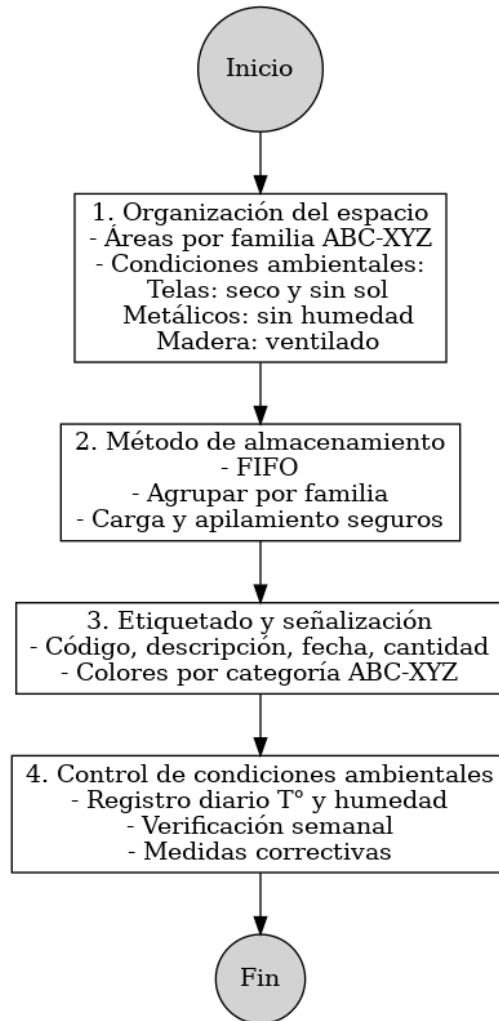 Inicio
1. Organización del espacio
- Áreas por familia ABC-XYZ
- Condiciones ambientales:
Telas: seco y sin sol
Metálicos: sin humedad
Madera: ventilado
2. Método de almacenamiento
- FIFO
- Agrupar por familia
- Carga y apilamiento seguros
3. Etiquetado y señalización
- Código, descripción, fecha, cantidad
- Colores por categoría ABC-XYZ
4. Control de condiciones ambientales
- Registro diario T° y humedad
- Verificación semanal
- Medidas correctivas
Fin